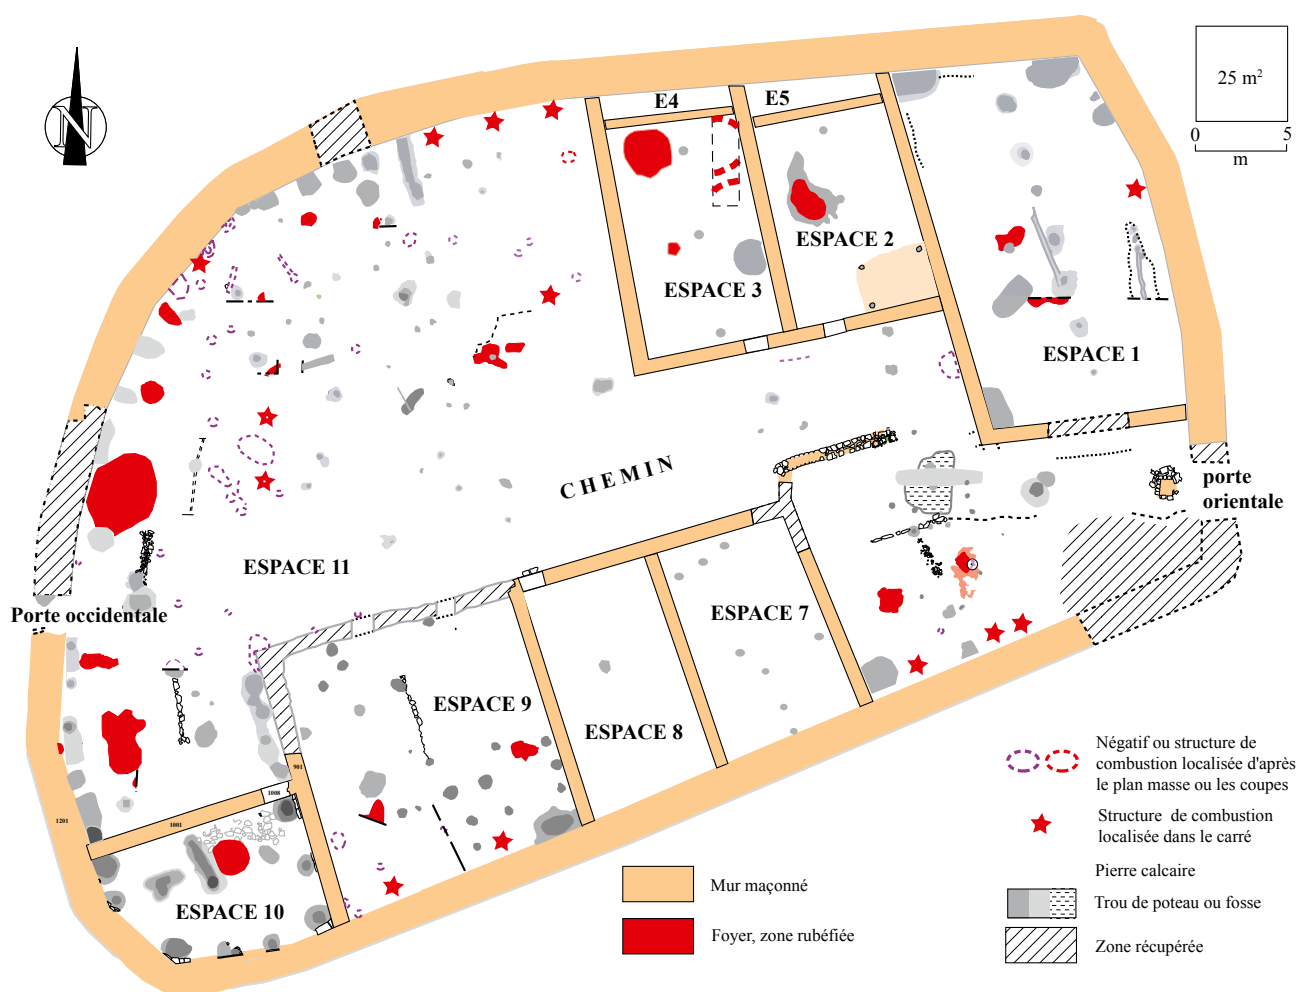 N
25 m²
0 5
m
E4
E5
ESPACE 2
ESPACE 3
ESPACE 1
CHEMIN
porte
orientale
ESPACE 11
Porte occidentale
ESPACE 7
ESPACE 9
ESPACE 8
901
1008
1001
1201
ESPACE 10
Mur maçonné
Foyer, zone rubéfiée
Négatif ou structure de
combustion localisée d'après
le plan masse ou les coupes
Structure de combustion
localisée dans le carré
Pierre calcaire
Trou de poteau ou fosse
Zone récupérée